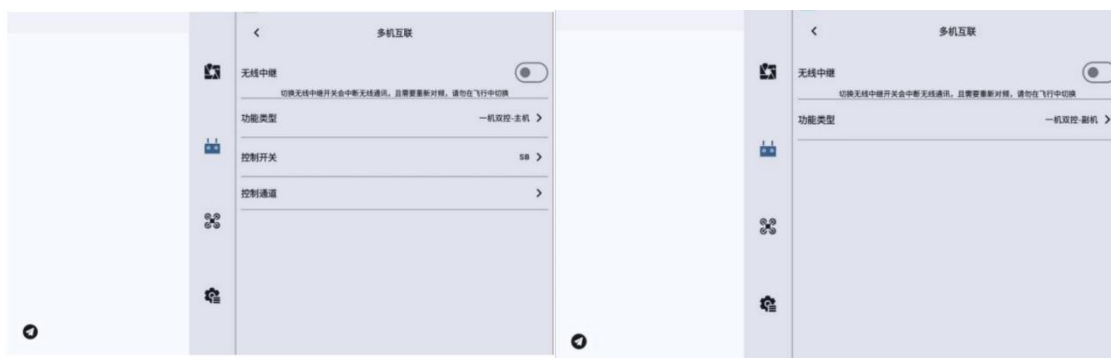 多机互联
无线中继
切换无线中继开关会中断无线通讯，且需要重新对频，请勿在飞行中切换
功能类型
一机双控-主机
控制开关
SB
控制通道
多机互联
无线中继
切换无线中继开关会中断无线通讯，且需要重新对频，请勿在飞行中切换
功能类型
一机双控-副机